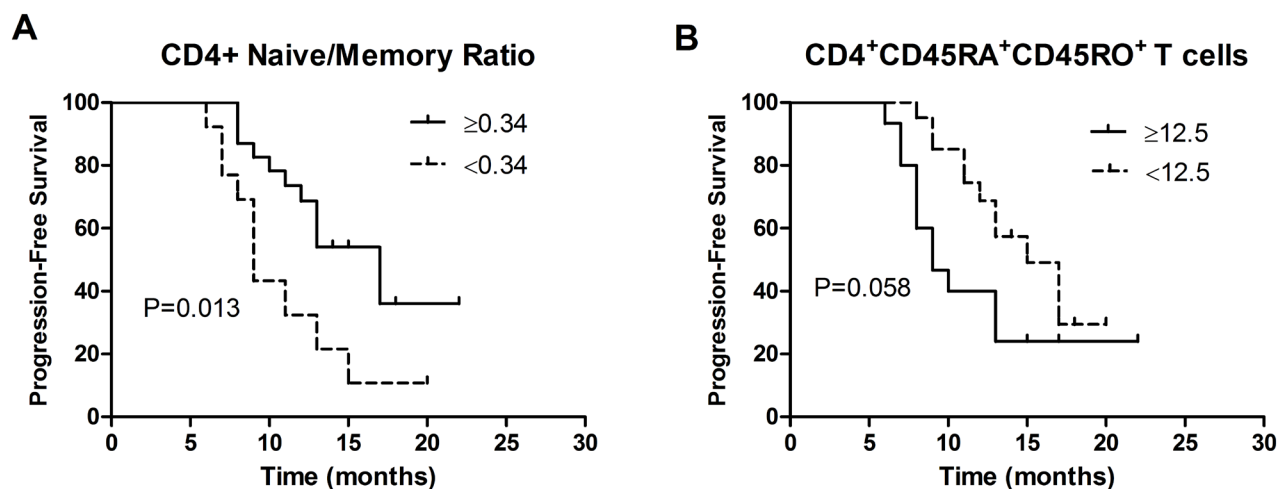 A
CD4+ Naive/Memory Ratio
Progression-Free Survival
100
80
60
40
20
0
≥0.34
<0.34
P=0.013
0 5 10 15 20 25 30
Time (months)
B
CD4⁺CD45RA⁺CD45RO⁺ T cells
Progression-Free Survival
100
80
60
40
20
0
≥12.5
<12.5
P=0.058
0 5 10 15 20 25 30
Time (months)